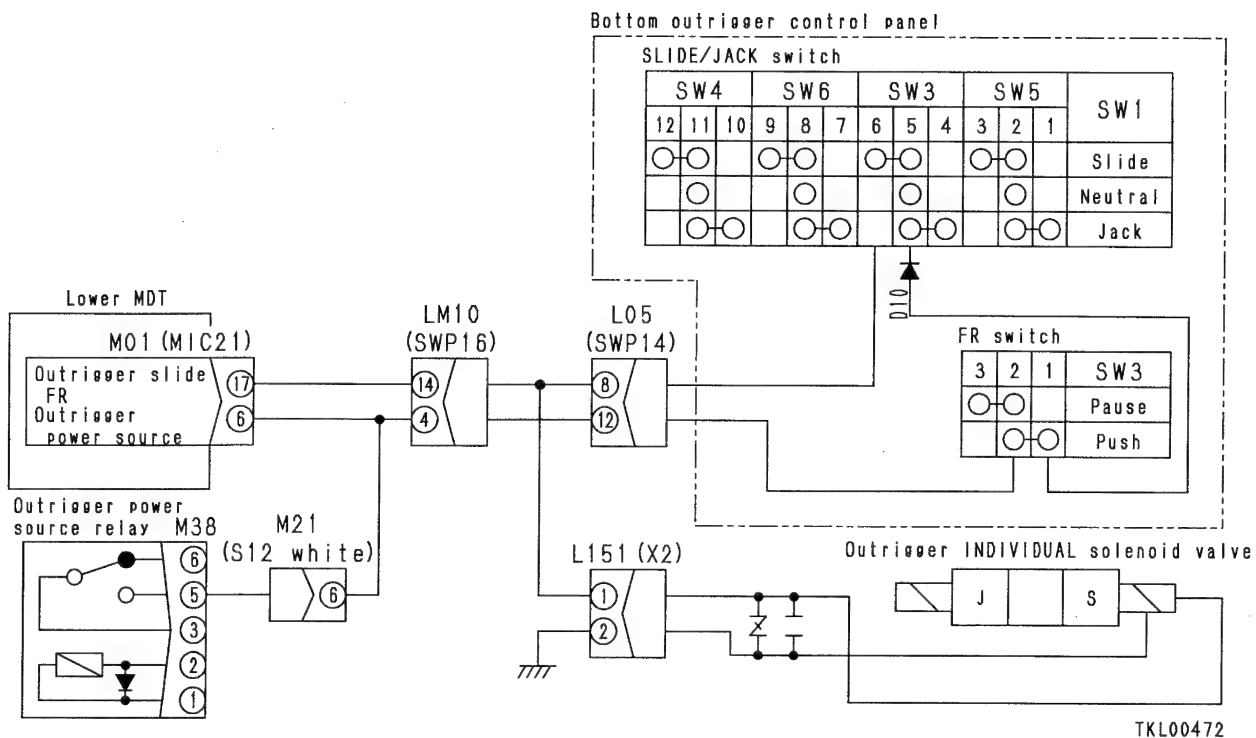 Bottom outrigger control panel
SLIDE/JACK switch
SW4 SW6 SW3 SW5 SW1
12 11 10 9 8 7 6 5 4 3 2 1
Slide
Neutral
Jack
D10
Lower MDT
M01 (MIC21)
LM10
(SWP16)
L05
(SWP14)
FR switch
3 2 1 SW3
Pause
Push
Outrigger slide
FR
Outrigger
power source
17
6
14
4
8
12
Outrigger power
source relay M38
6
5
3
2
1
M21
(S12 white)
6
L151 (X2)
1
2
Outrigger INDIVIDUAL solenoid valve
J S
TKL00472